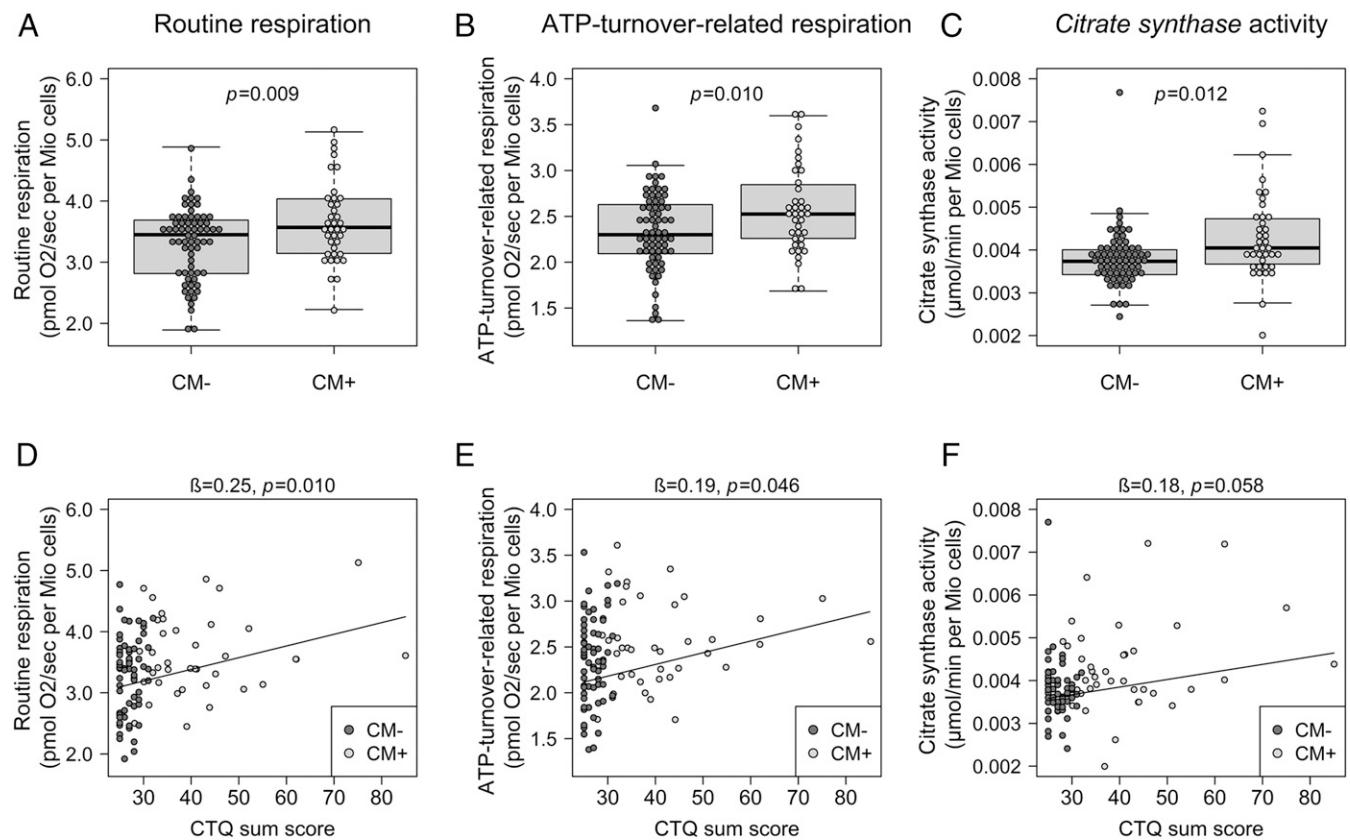 A Routine respiration
Routine respiration
(pmol O2/sec per Mio cells)
6.0
5.0
4.0
3.0
2.0
p=0.009
CM- CM+
B ATP-turnover-related respiration
ATP-turnover-related respiration
(pmol O2/sec per Mio cells)
4.0
3.5
3.0
2.5
2.0
1.5
p=0.010
CM- CM+
C Citrate synthase activity
Citrate synthase activity
(µmol/min per Mio cells)
0.008
0.007
0.006
0.005
0.004
0.003
0.002
p=0.012
CM- CM+
D
ß=0.25, p=0.010
Routine respiration
(pmol O2/sec per Mio cells)
6.0
5.0
4.0
3.0
2.0
CM-
CM+
30 40 50 60 70 80
CTQ sum score
E
ß=0.19, p=0.046
ATP-turnover-related respiration
(pmol O2/sec per Mio cells)
4.0
3.5
3.0
2.5
2.0
1.5
CM-
CM+
30 40 50 60 70 80
CTQ sum score
F
ß=0.18, p=0.058
Citrate synthase activity
(µmol/min per Mio cells)
0.008
0.007
0.006
0.005
0.004
0.003
0.002
CM-
CM+
30 40 50 60 70 80
CTQ sum score